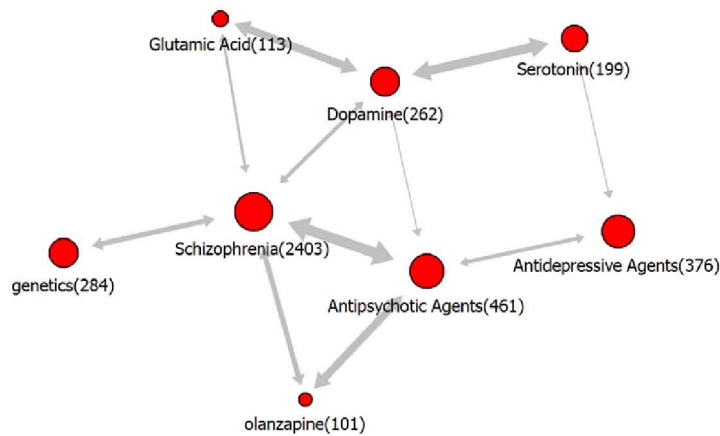 Glutamic Acid(113)
Serotonin(199)
Dopamine(262)
Schizophrenia(2403)
Antidepressive Agents(376)
genetics(284)
Antipsychotic Agents(461)
olanzapine(101)